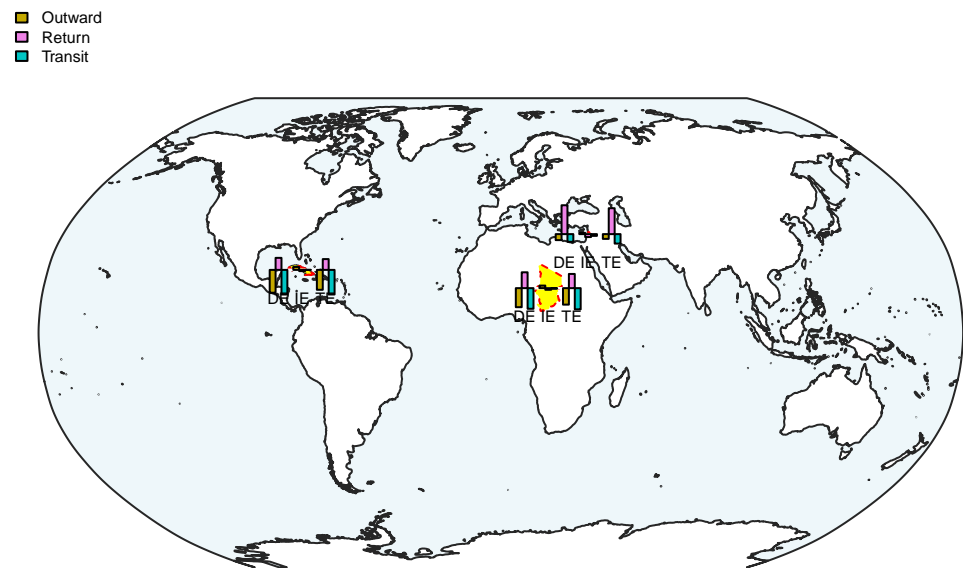 Outward
Return
Transit
DE IE TE
DE IE TE
DE IE TE